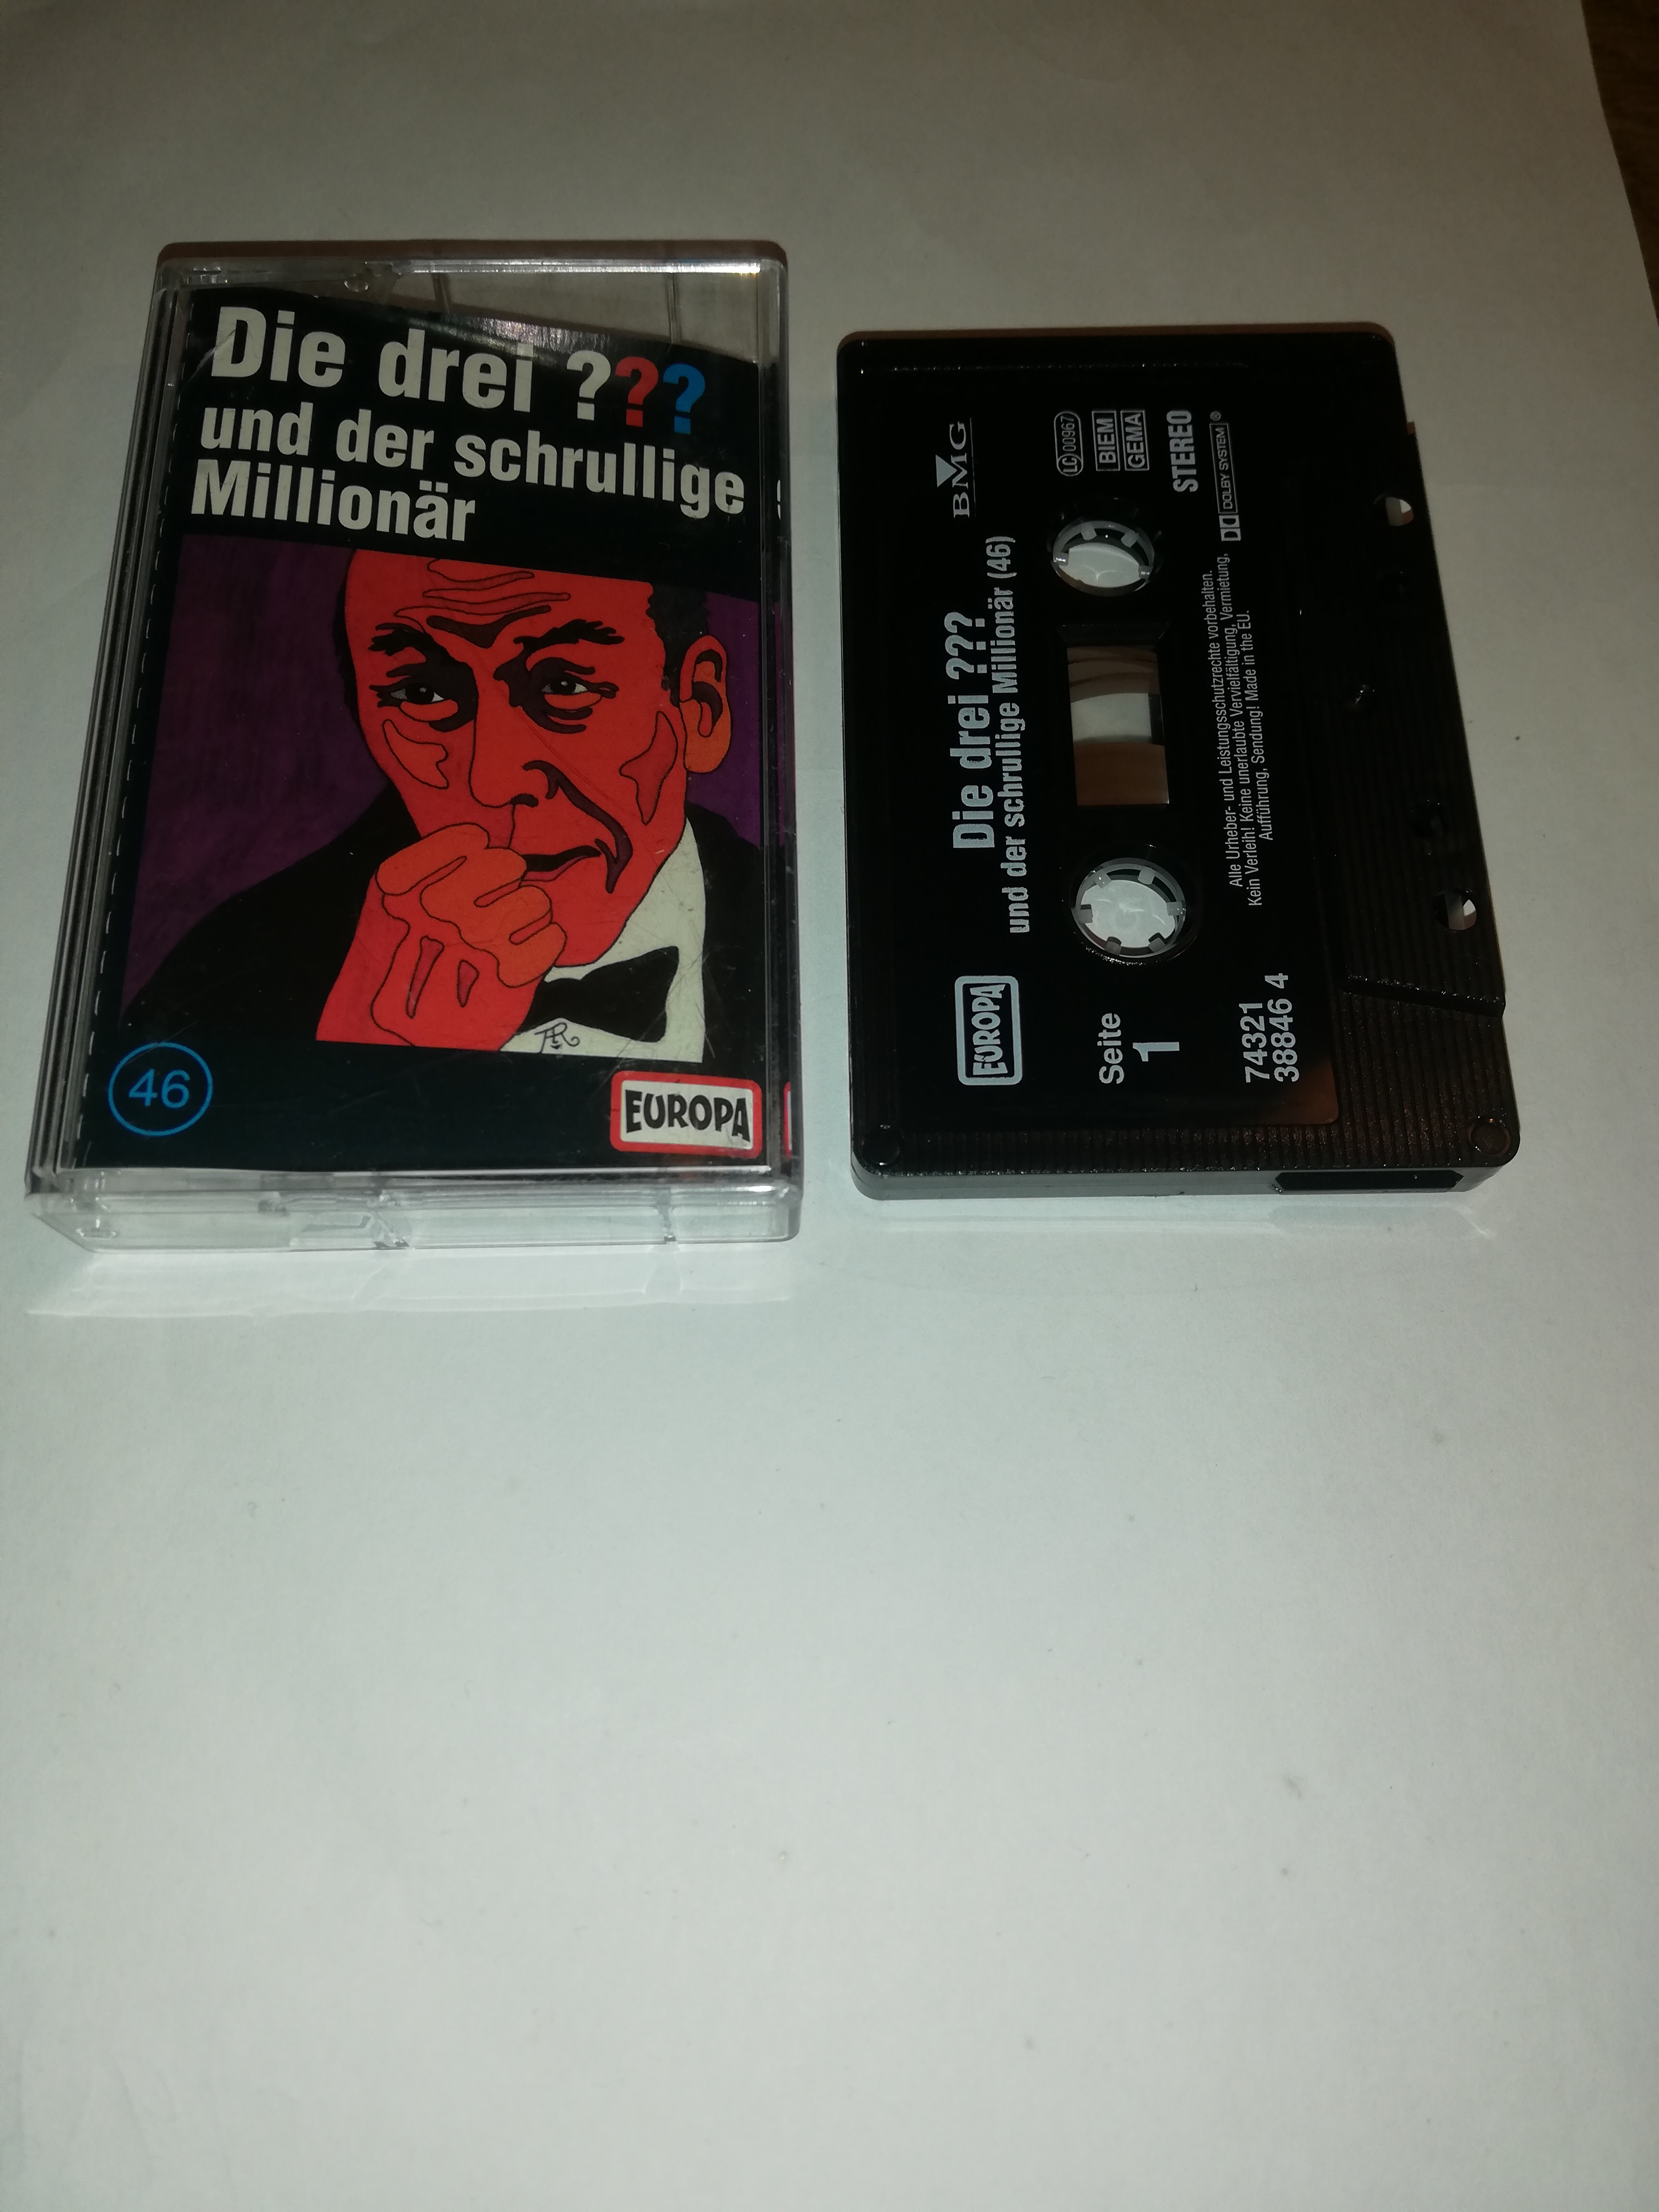 Die drei ???
und der schrullige
Millionär
AR
46
EUROPA
BMG
LC 00967
BIEM
GEMA
STEREO
DOLBY SYSTEM®
Die drei ???
und der schrullige Millionär (46)
Alle Urheber- und Leistungsschutzrechte vorbehalten.
Kein Verleih! Keine unerlaubte Vervielfältigung, Vermietung,
Aufführung, Sendung! Made in the EU.
EUROPA
Seite
1
74321
38846 4